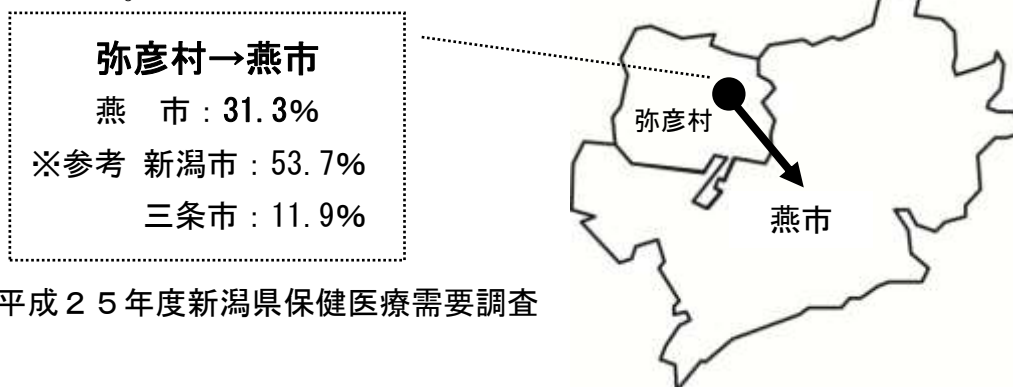 弥彦村→燕市
燕　市：31.3%
※参考 新潟市：53.7%
三条市：11.9%
弥彦村
燕市
平成２５年度新潟県保健医療需要調査